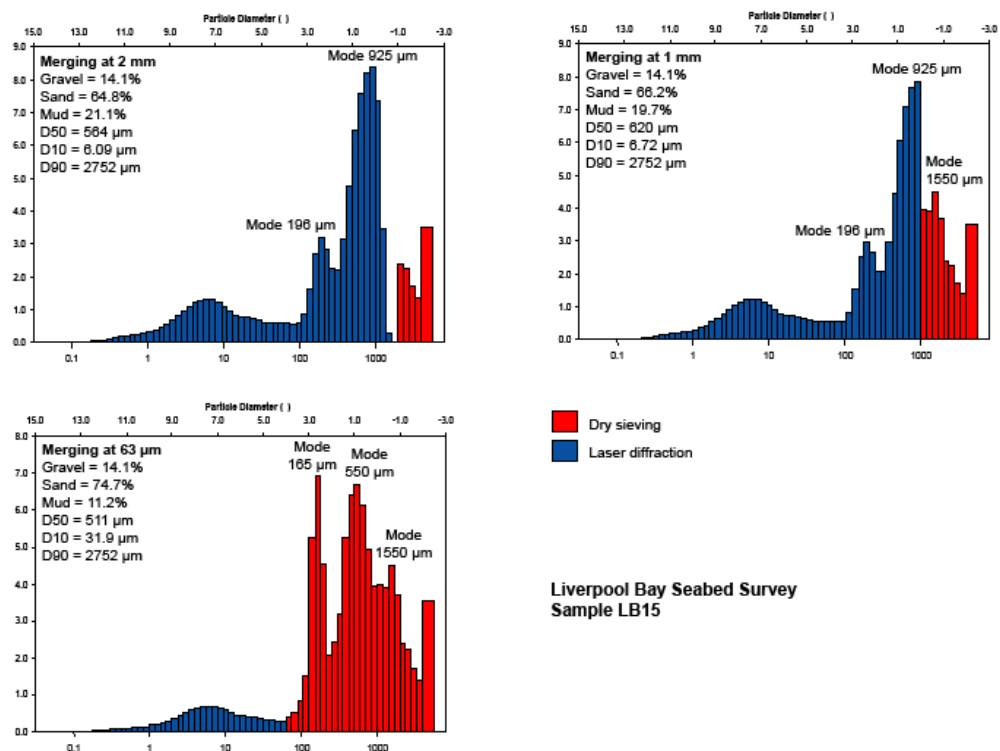 Particle Diameter ( )
15.0 13.0 11.0 9.0 7.0 5.0 3.0 1.0 -1.0 -3.0
9.0
8.0
7.0
6.0
5.0
4.0
3.0
2.0
1.0
0.0
Merging at 2 mm
Gravel = 14.1%
Sand = 64.8%
Mud = 21.1%
D50 = 564 µm
D10 = 6.09 µm
D90 = 2752 µm
Mode 925 µm
Mode 196 µm
0.1 1 10 100 1000
Particle Diameter ( )
15.0 13.0 11.0 9.0 7.0 5.0 3.0 1.0 -1.0 -3.0
9.0
8.0
7.0
6.0
5.0
4.0
3.0
2.0
1.0
0.0
Merging at 1 mm
Gravel = 14.1%
Sand = 66.2%
Mud = 19.7%
D50 = 620 µm
D10 = 6.72 µm
D90 = 2752 µm
Mode 925 µm
Mode
1550 µm
Mode 196 µm
0.1 1 10 100 1000
Particle Diameter ( )
15.0 13.0 11.0 9.0 7.0 5.0 3.0 1.0 -1.0 -3.0
8.0
7.0
6.0
5.0
4.0
3.0
2.0
1.0
0.0
Merging at 63 µm
Gravel = 14.1%
Sand = 74.7%
Mud = 11.2%
D50 = 511 µm
D10 = 31.9 µm
D90 = 2752 µm
Mode
165 µm
Mode
550 µm
Mode
1550 µm
0.1 1 10 100 1000
Dry sieving
Laser diffraction
Liverpool Bay Seabed Survey
Sample LB15